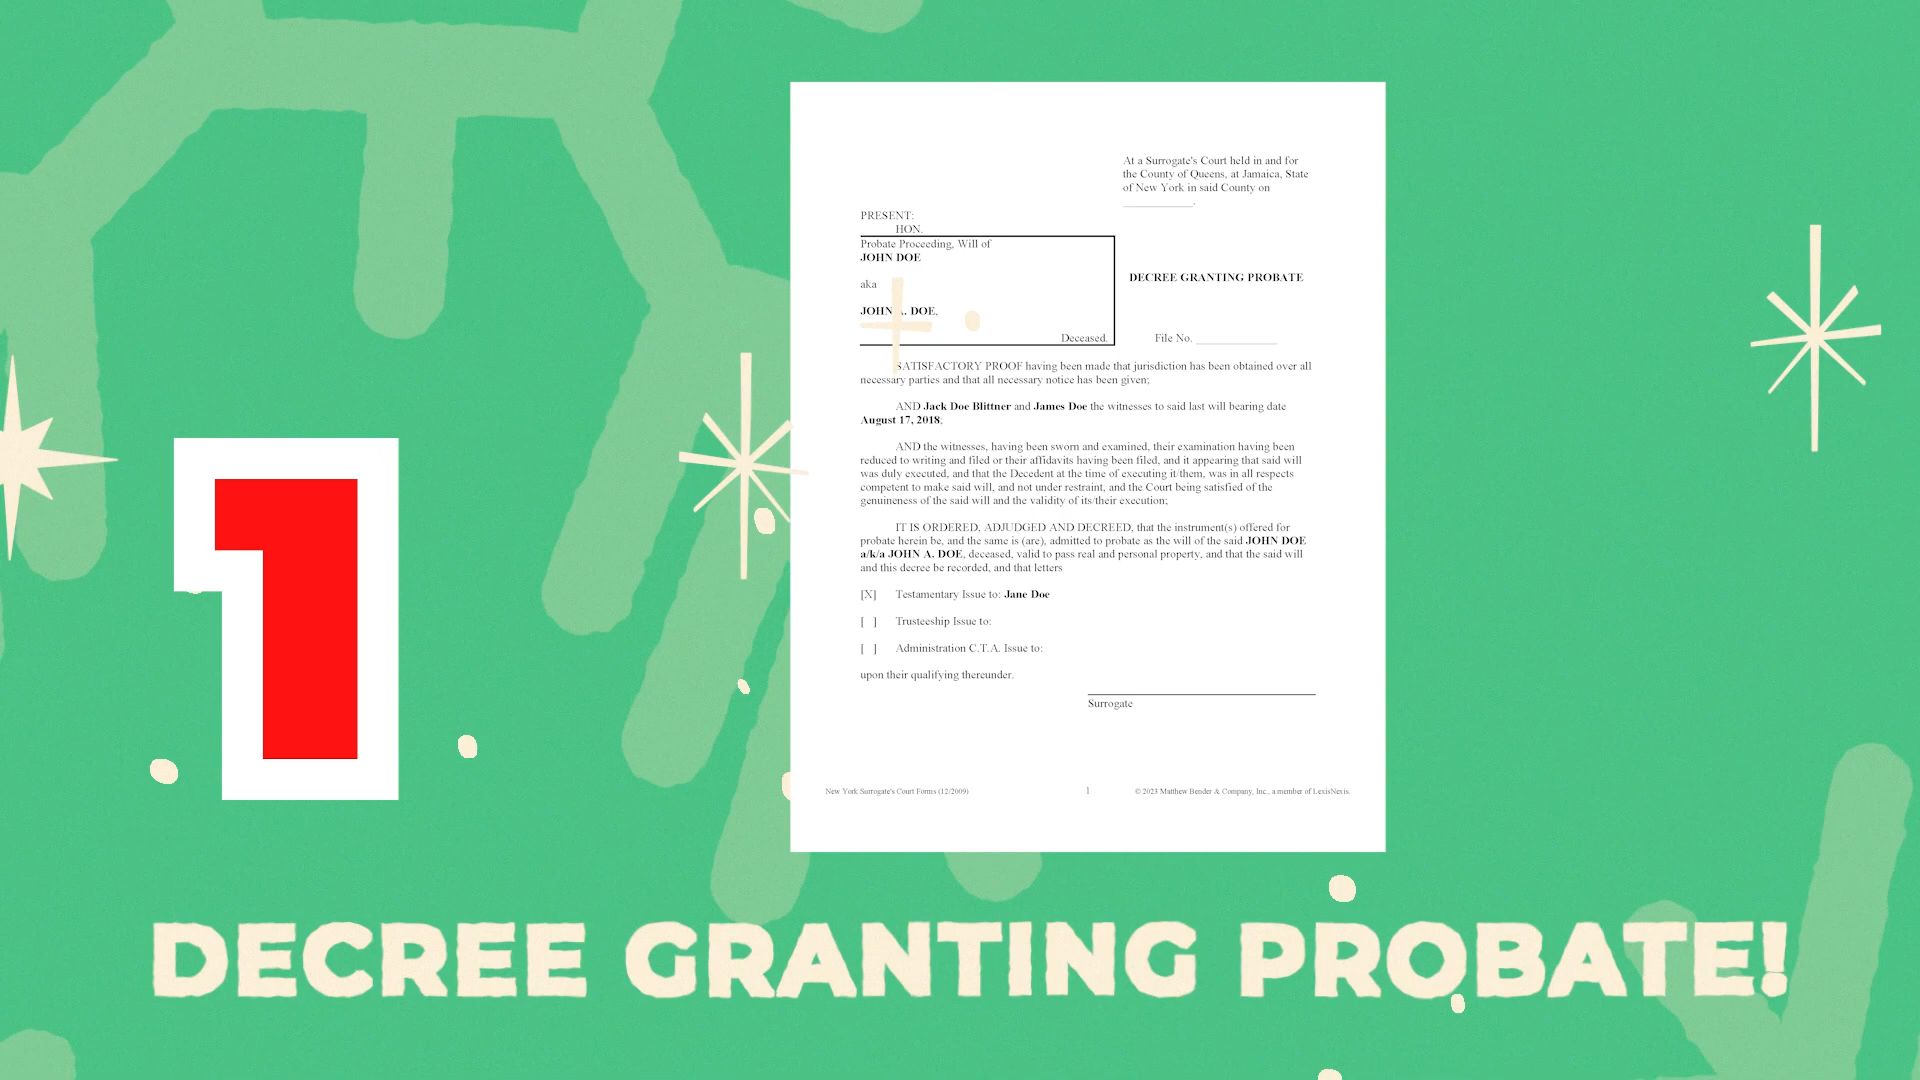 1
At a Surrogate's Court held in and for
the County of Queens, at Jamaica, State
of New York in said County on
____________.
PRESENT:
HON.
Probate Proceeding, Will of
JOHN DOE
aka
JOHN A. DOE,
Deceased.
DECREE GRANTING PROBATE
File No. ______________
SATISFACTORY PROOF having been made that jurisdiction has been obtained over all
necessary parties and that all necessary notice has been given;
AND Jack Doe Blittner and James Doe the witnesses to said last will bearing date
August 17, 2018;
AND the witnesses, having been sworn and examined, their examination having been
reduced to writing and filed or their affidavits having been filed, and it appearing that said will
was duly executed, and that the Decedent at the time of executing it/them, was in all respects
competent to make said will, and not under restraint, and the Court being satisfied of the
genuineness of the said will and the validity of its/their execution;
IT IS ORDERED, ADJUDGED AND DECREED, that the instrument(s) offered for
probate herein be, and the same is (are), admitted to probate as the will of the said JOHN DOE
a/k/a JOHN A. DOE, deceased, valid to pass real and personal property, and that the said will
and this decree be recorded, and that letters
[X] Testamentary Issue to: Jane Doe
[ ] Trusteeship Issue to:
[ ] Administration C.T.A. Issue to:
upon their qualifying thereunder.
Surrogate
New York Surrogate's Court Forms (12/2009)
1
© 2023 Matthew Bender & Company, Inc., a member of LexisNexis.
DECREE GRANTING PROBATE!